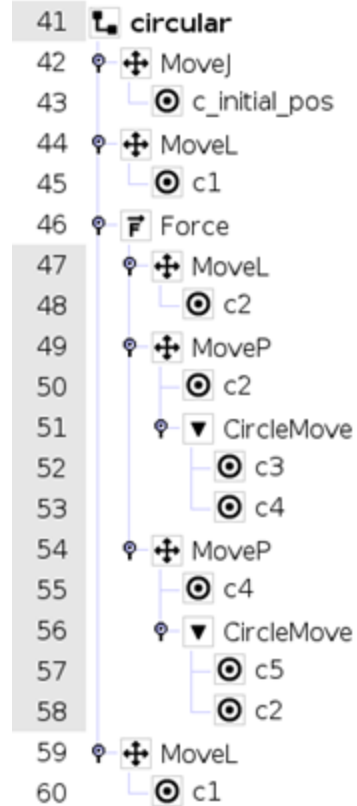 41 circular
42 MoveJ
43 c_initial_pos
44 MoveL
45 c1
46 F Force
47 MoveL
48 c2
49 MoveP
50 c2
51 CircleMove
52 c3
53 c4
54 MoveP
55 c4
56 CircleMove
57 c5
58 c2
59 MoveL
60 c1